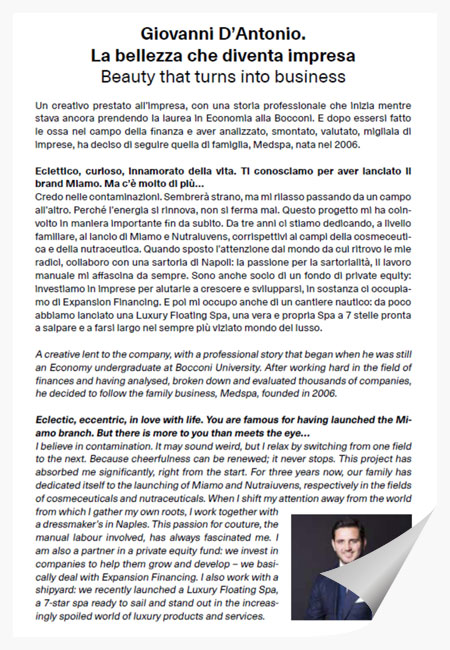 Giovanni D’Antonio.
La bellezza che diventa impresa
Beauty that turns into business
Un creativo prestato all’impresa, con una storia professionale che inizia mentre
stava ancora prendendo la laurea in Economia alla Bocconi. E dopo essersi fatto
le ossa nel campo della finanza e aver analizzato, smontato, valutato, migliaia di
imprese, ha deciso di seguire quella di famiglia, Medspa, nata nel 2006.
Eclettico, curioso, innamorato della vita. Ti conosciamo per aver lanciato il
brand Miamo. Ma c'è molto di più...
Credo nelle contaminazioni. Sembrerà strano, ma mi rilasso passando da un campo
all’altro. Perché l’energia si rinnova, non si ferma mai. Questo progetto mi ha coin-
volto in maniera importante fin da subito. Da tre anni ci stiamo dedicando, a livello
familiare, al lancio di Miamo e Nutraiuvens, corrispettivi ai campi della cosmeceuti-
ca e della nutraceutica. Quando sposto l’attenzione dal mondo da cui ritrovo le mie
radici, collaboro con una sartoria di Napoli: la passione per la sartorialità, il lavoro
manuale mi affascina da sempre. Sono anche socio di un fondo di private equity:
investiamo in imprese per aiutarle a crescere e svilupparsi, in sostanza ci occupia-
mo di Expansion Financing. E poi mi occupo anche di un cantiere nautico: da poco
abbiamo lanciato una Luxury Floating Spa, una vera e propria Spa a 7 stelle pronta
a salpare e a farsi largo nel sempre più viziato mondo del lusso.
A creative lent to the company, with a professional story that began when he was still
an Economy undergraduate at Bocconi University. After working hard in the field of
finances and having analysed, broken down and evaluated thousands of companies,
he decided to follow the family business, Medspa, founded in 2006.
Eclectic, eccentric, in love with life. You are famous for having launched the Mi-
amo branch. But there is more to you than meets the eye...
I believe in contamination. It may sound weird, but I relax by switching from one field
to the next. Because cheerfulness can be renewed; it never stops. This project has
absorbed me significantly, right from the start. For three years now, our family has
dedicated itself to the launching of Miamo and Nutraiuvens, respectively in the fields
of cosmeceuticals and nutraceuticals. When I shift my attention away from the world
from which I gather my own roots, I work together with
a dressmaker’s in Naples. This passion for couture, the
manual labour involved, has always fascinated me. I
am also a partner in a private equity fund: we invest in
companies to help them grow and develop – we basi-
cally deal with Expansion Financing. I also work with a
shipyard: we recently launched a Luxury Floating Spa,
a 7-star spa ready to sail and stand out in the increas-
ingly spoiled world of luxury products and services.